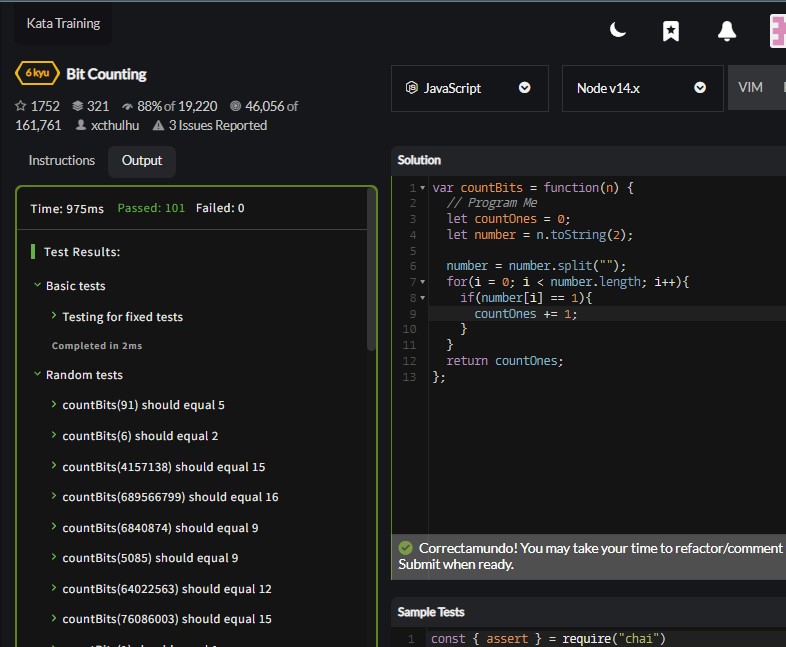 Kata Training
6 kyu Bit Counting
1752 321 88% of 19,220 46,056 of
161,761 xcthulhu 3 Issues Reported
JavaScript
Node v14.x
VIM
Instructions
Output
Time: 975ms Passed: 101 Failed: 0
Test Results:
Basic tests
Testing for fixed tests
Completed in 2ms
Random tests
countBits(91) should equal 5
countBits(6) should equal 2
countBits(4157138) should equal 15
countBits(689566799) should equal 16
countBits(6840874) should equal 9
countBits(5085) should equal 9
countBits(64022563) should equal 12
countBits(76086003) should equal 15
Solution
1 var countBits = function(n) {
2 // Program Me
3 let countOnes = 0;
4 let number = n.toString(2);
5
6 number = number.split("");
7 for(i = 0; i < number.length; i++){
8 if(number[i] == 1){
9 countOnes += 1;
10 }
11 }
12 return countOnes;
13 };
Correctamundo! You may take your time to refactor/comment
Submit when ready.
Sample Tests
1 const { assert } = require("chai")